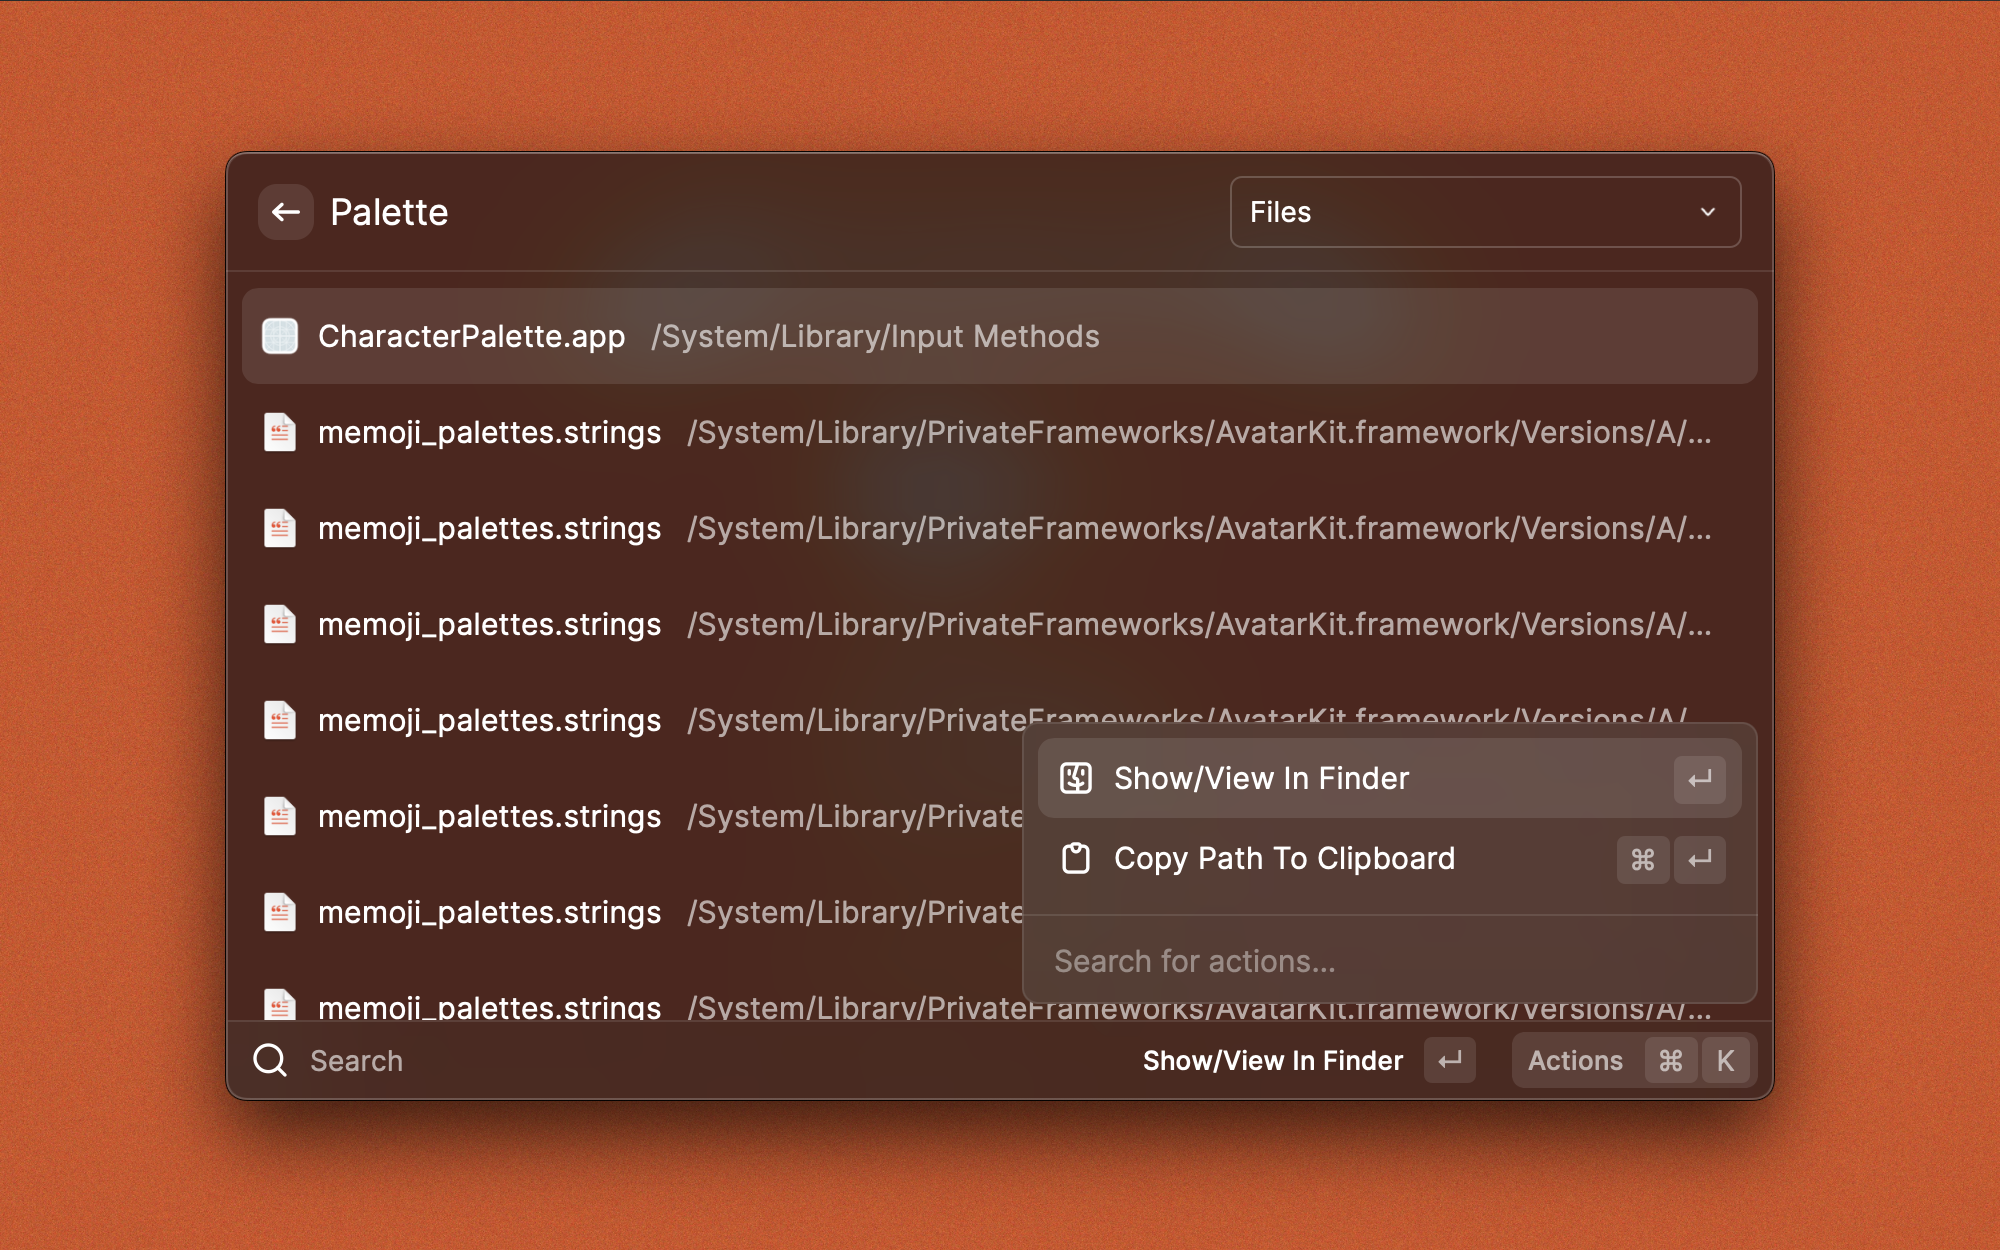 Palette
Files
CharacterPalette.app /System/Library/Input Methods
memoji_palettes.strings /System/Library/PrivateFrameworks/AvatarKit.framework/Versions/A/...
memoji_palettes.strings /System/Library/PrivateFrameworks/AvatarKit.framework/Versions/A/...
memoji_palettes.strings /System/Library/PrivateFrameworks/AvatarKit.framework/Versions/A/...
memoji_palettes.strings /System/Library/PrivateFrameworks/AvatarKit.framework/Versions/A/
Show/View In Finder ↵
memoji_palettes.strings /System/Library/Private
Copy Path To Clipboard ⌘ ↵
memoji_palettes.strings /System/Library/Private
Search for actions...
memoji_palettes.strings /System/Library/PrivateFrameworks/AvatarKit.framework/Versions/A/...
Search
Show/View In Finder ↵
Actions ⌘ K